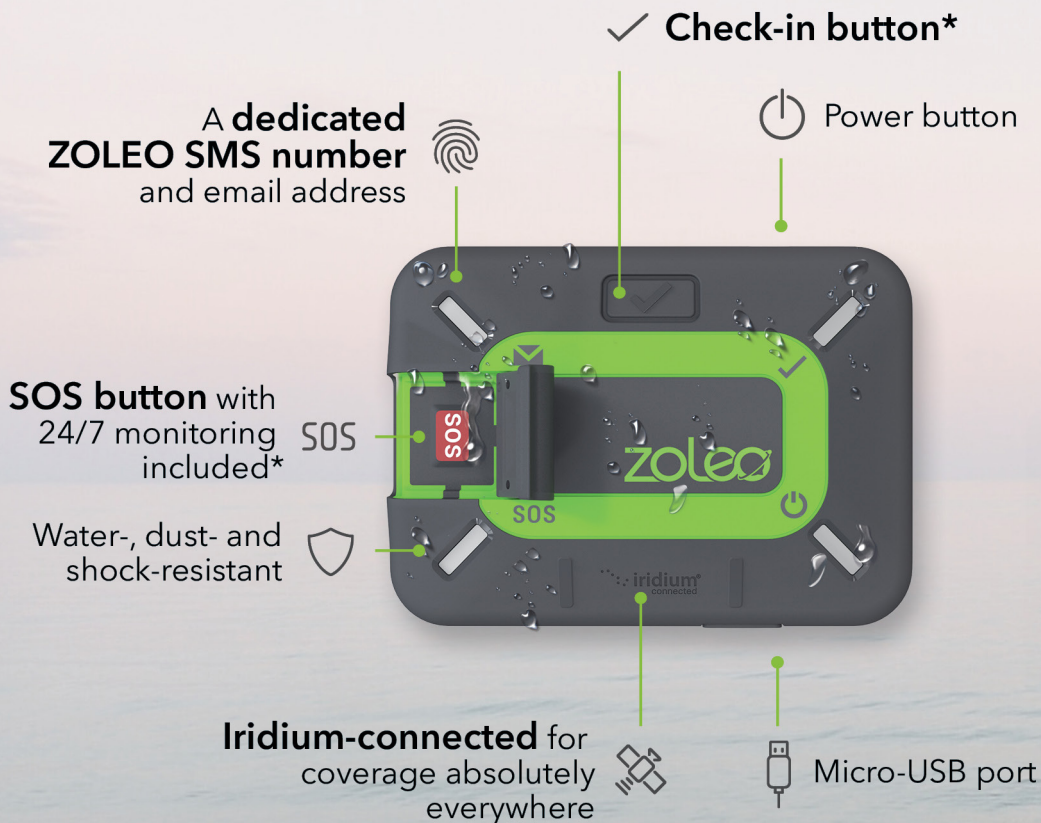 Check-in button*
Power button
A dedicated
ZOLEO SMS number
and email address
SOS button with
24/7 monitoring
included*
SOS
SOS
zoleo
SOS
Water-, dust- and
shock-resistant
iridium®
connected
Iridium-connected for
coverage absolutely
everywhere
Micro-USB port